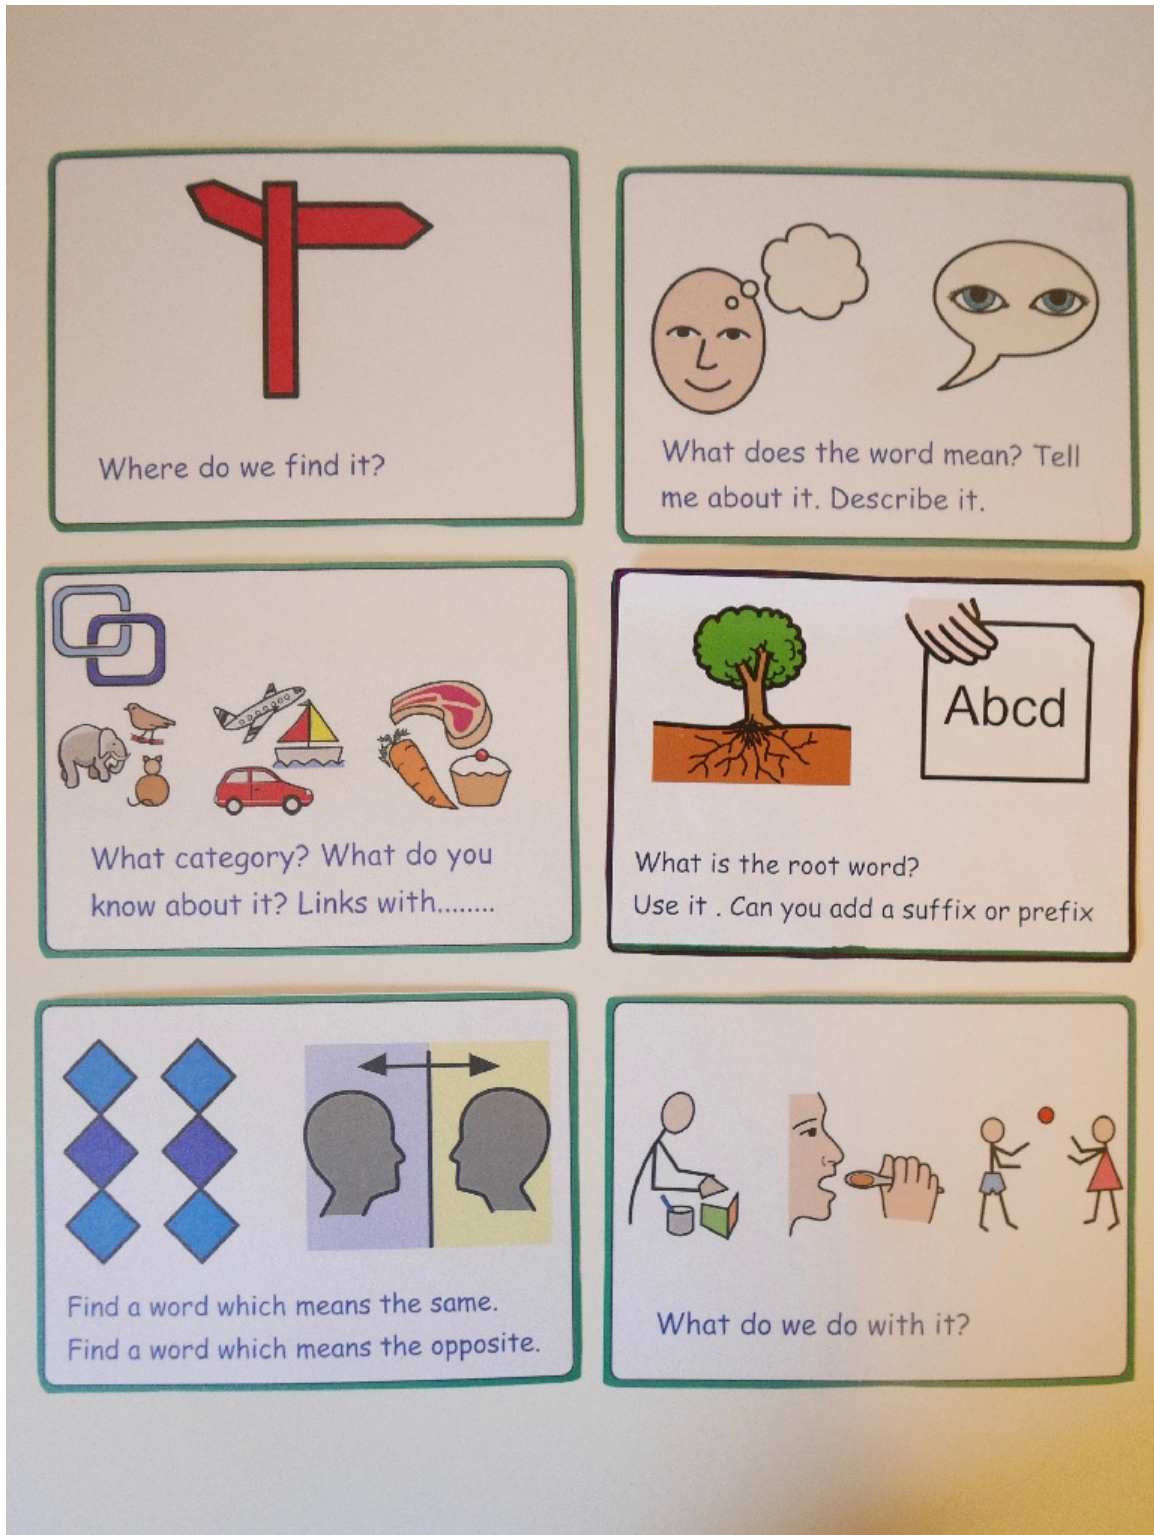 Where do we find it?
What does the word mean? Tell
me about it. Describe it.
What category? What do you
know about it? Links with........
Abcd
What is the root word?
Use it . Can you add a suffix or prefix
Find a word which means the same.
Find a word which means the opposite.
What do we do with it?